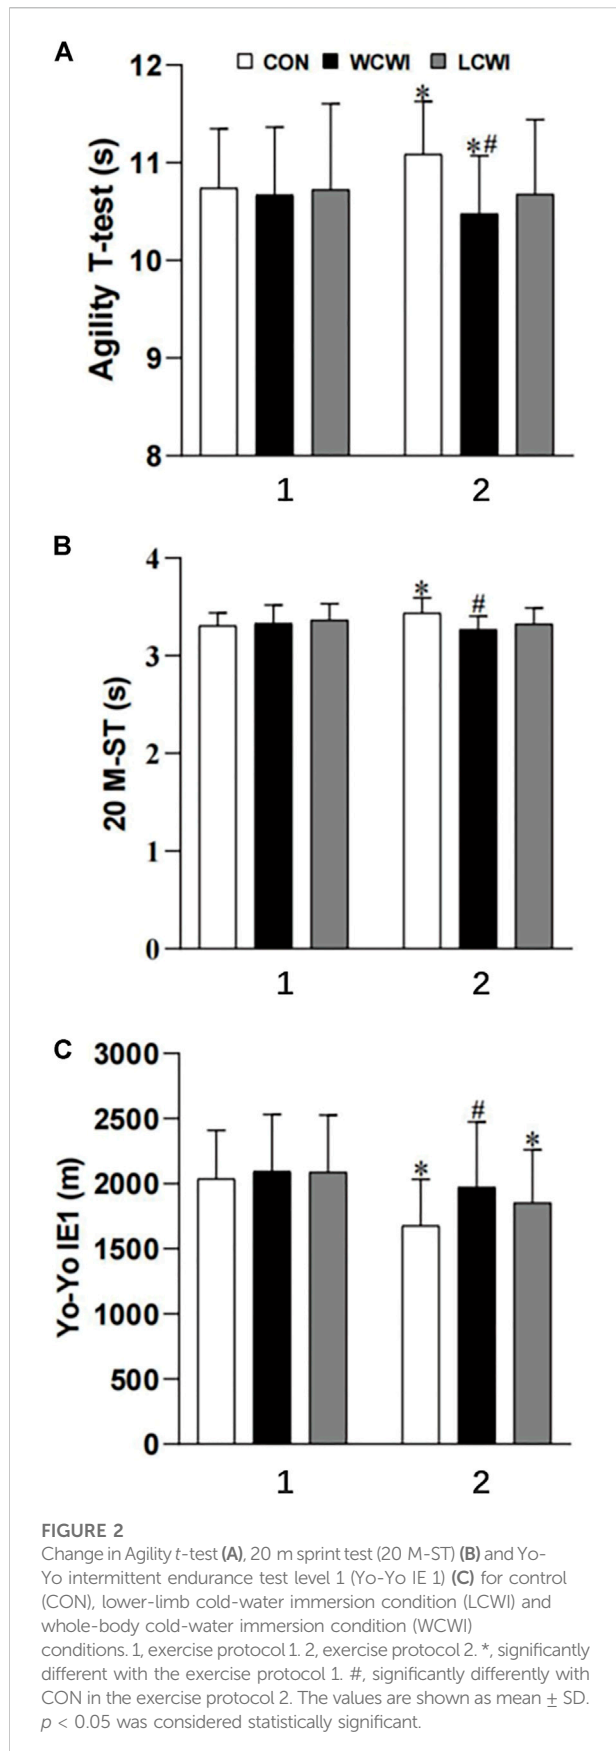 A
12
CON WCWI LCWI
*
*#
11
10
9
8
Agility T-test (s)
1 2
B
4
*
#
3
2
1
0
20 M-ST (s)
1 2
C
3000
2500
#
*
*
2000
1500
1000
500
0
Yo-Yo IE1 (m)
1 2
FIGURE 2
Change in Agility t-test (A), 20 m sprint test (20 M-ST) (B) and Yo-
Yo intermittent endurance test level 1 (Yo-Yo IE 1) (C) for control
(CON), lower-limb cold-water immersion condition (LCWI) and
whole-body cold-water immersion condition (WCWI)
conditions. 1, exercise protocol 1. 2, exercise protocol 2. *, significantly
different with the exercise protocol 1. #, significantly differently with
CON in the exercise protocol 2. The values are shown as mean ± SD.
p < 0.05 was considered statistically significant.